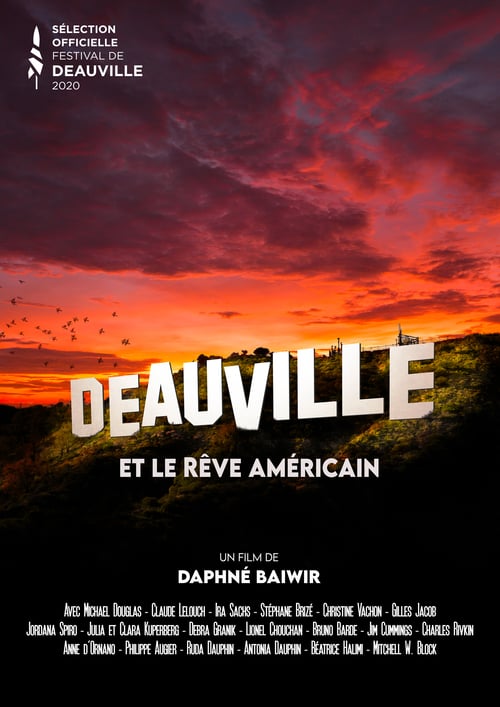 SÉLECTION
OFFICIELLE
FESTIVAL DE
DEAUVILLE
2020
DEAUVILLE
ET LE RÊVE AMÉRICAIN
UN FILM DE
DAPHNÉ BAIWIR
Avec Michael Douglas - Claude Lelouch - Ira Sachs - Stéphane Brizé - Christine Vachon - Gilles Jacob
Jordana Spiro - Julia et Clara Kuperberg - Debra Granik - Lionel Chouchan - Bruno Barde - Jim Cummings - Charles Rivkin
Anne d'Ornano - Philippe Augier - Ruda Dauphin - Antonia Dauphin - Béatrice Halimi - Mitchell W. Block